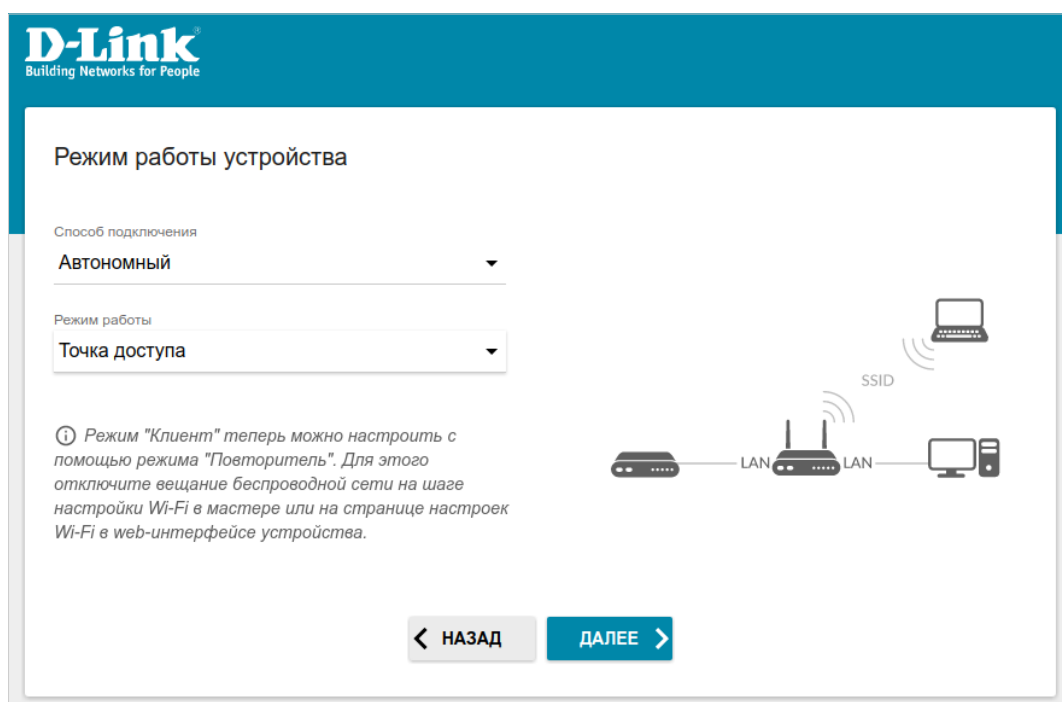 D-Link®
Building Networks for People
Режим работы устройства
Способ подключения
Автономный
Режим работы
Точка доступа
SSID
LAN
LAN
Режим "Клиент" теперь можно настроить с
помощью режима "Повторитель". Для этого
отключите вещание беспроводной сети на шаге
настройки Wi-Fi в мастере или на странице настроек
Wi-Fi в web-интерфейсе устройства.
НАЗАД
ДАЛЕЕ